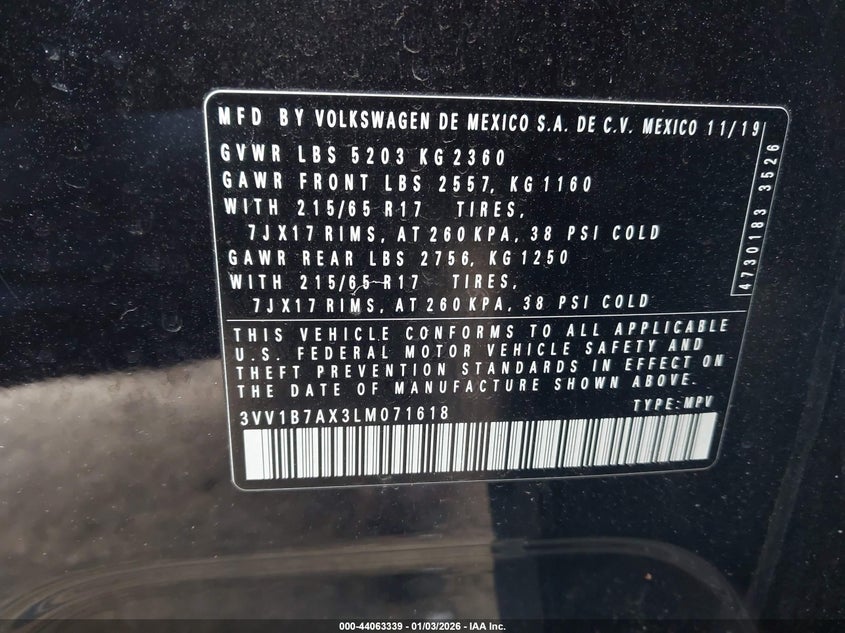 MFD BY VOLKSWAGEN DE MEXICO S.A. DE C.V. MEXICO 11/19
GVWR LBS 5203 KG 2360
GAWR FRONT LBS 2557, KG 1160
WITH 215/65 R17 TIRES,
7JX17 RIMS, AT 260 KPA, 38 PSI COLD
GAWR REAR LBS 2756, KG 1250
WITH 215/65 R17 TIRES,
7JX17 RIMS, AT 260 KPA, 38 PSI COLD
4730183 3526
THIS VEHICLE CONFORMS TO ALL APPLICABLE
U.S. FEDERAL MOTOR VEHICLE SAFETY AND
THEFT PREVENTION STANDARDS IN EFFECT ON
THE DATE OF MANUFACTURE SHOWN ABOVE.
3VV1B7AX3LM071618 TYPE: MPV
000-44063339 - 01/03/2026 - IAA Inc.